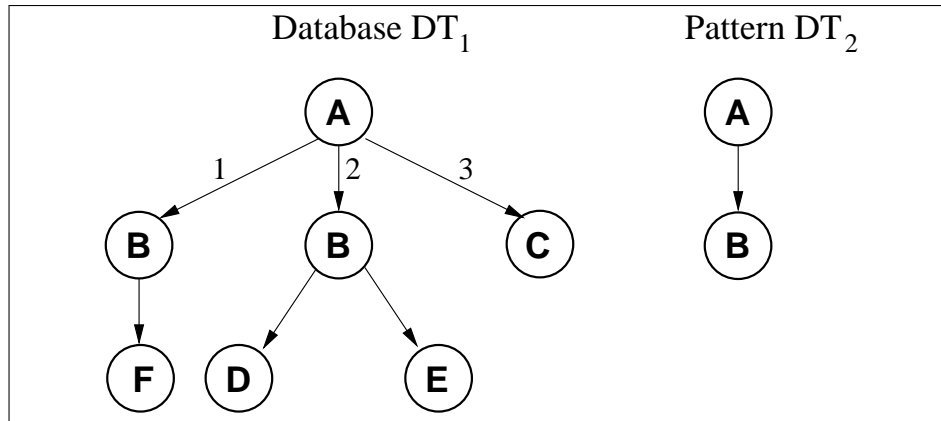 Database DT1 Pattern DT2
A A
1 2 3
B B C B
F D E